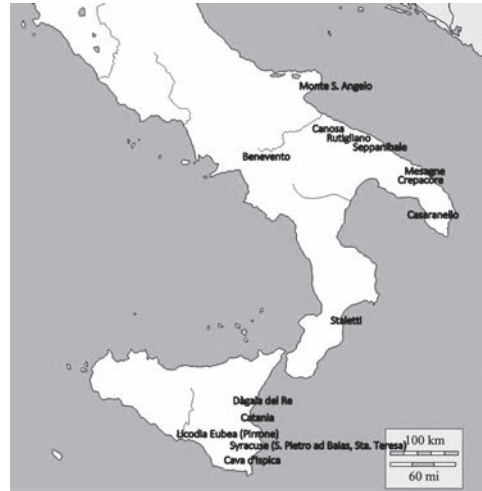 Monte S. Angelo
Canosa
Rutigliano
Seppanibale
Benevento
Mesagne
Crepacore
Casaranello
Staletti
Dàgala del Re
Catania
Licodia Eubea (Pirrone)
Syracuse (S. Pietro ad Baias, Sta. Teresa)
Cava d'Ispica
100 km
60 mi